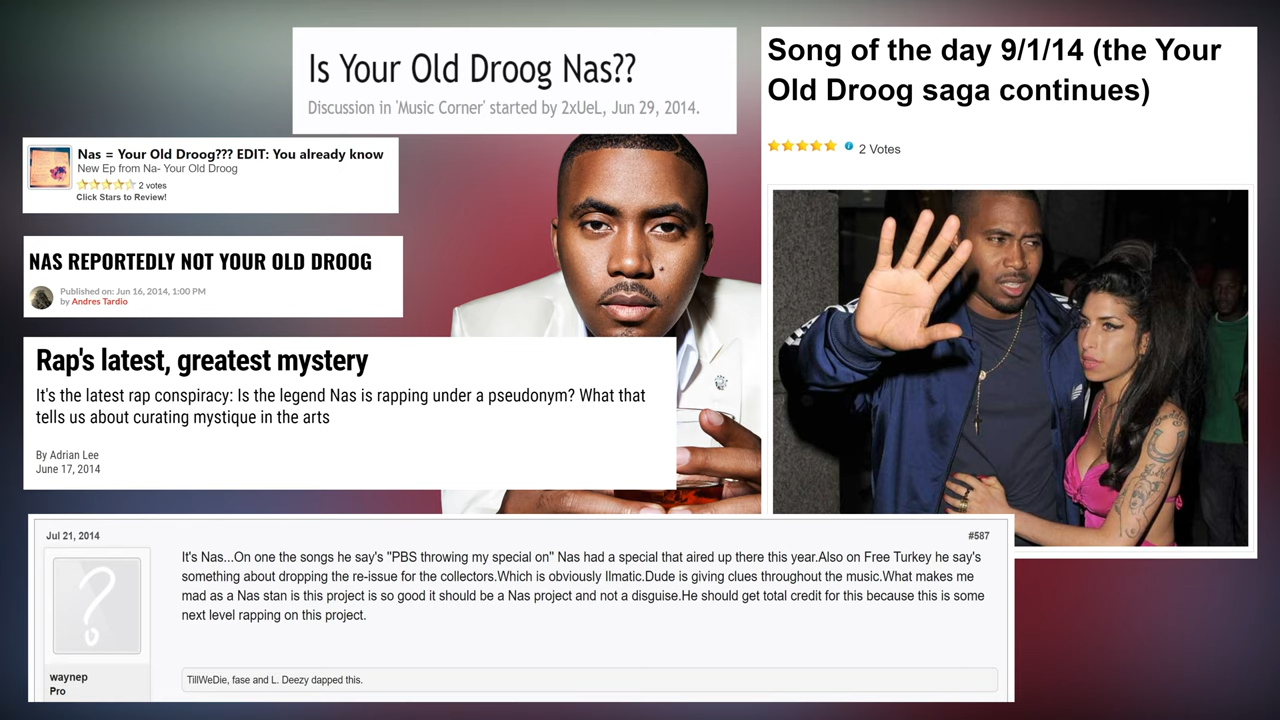 Is Your Old Droog Nas??
Discussion in 'Music Corner' started by 2xUeL, Jun 29, 2014.
Song of the day 9/1/14 (the Your
Old Droog saga continues)
2 Votes
Nas = Your Old Droog??? EDIT: You already know
New Ep from Na- Your Old Droog
2 votes
Click Stars to Review!
NAS REPORTEDLY NOT YOUR OLD DROOG
Published on: Jun 16, 2014, 1:00 PM
by Andres Tardio
Rap's latest, greatest mystery
It's the latest rap conspiracy: Is the legend Nas is rapping under a pseudonym? What that
tells us about curating mystique in the arts
By Adrian Lee
June 17, 2014
Jul 21, 2014
#587
It's Nas...On one the songs he say's "PBS throwing my special on" Nas had a special that aired up there this year.Also on Free Turkey he say's
something about dropping the re-issue for the collectors.Which is obviously Ilmatic.Dude is giving clues throughout the music.What makes me
mad as a Nas stan is this project is so good it should be a Nas project and not a disguise.He should get total credit for this because this is some
next level rapping on this project.
waynep
Pro
TillWeDie, fase and L. Deezy dapped this.